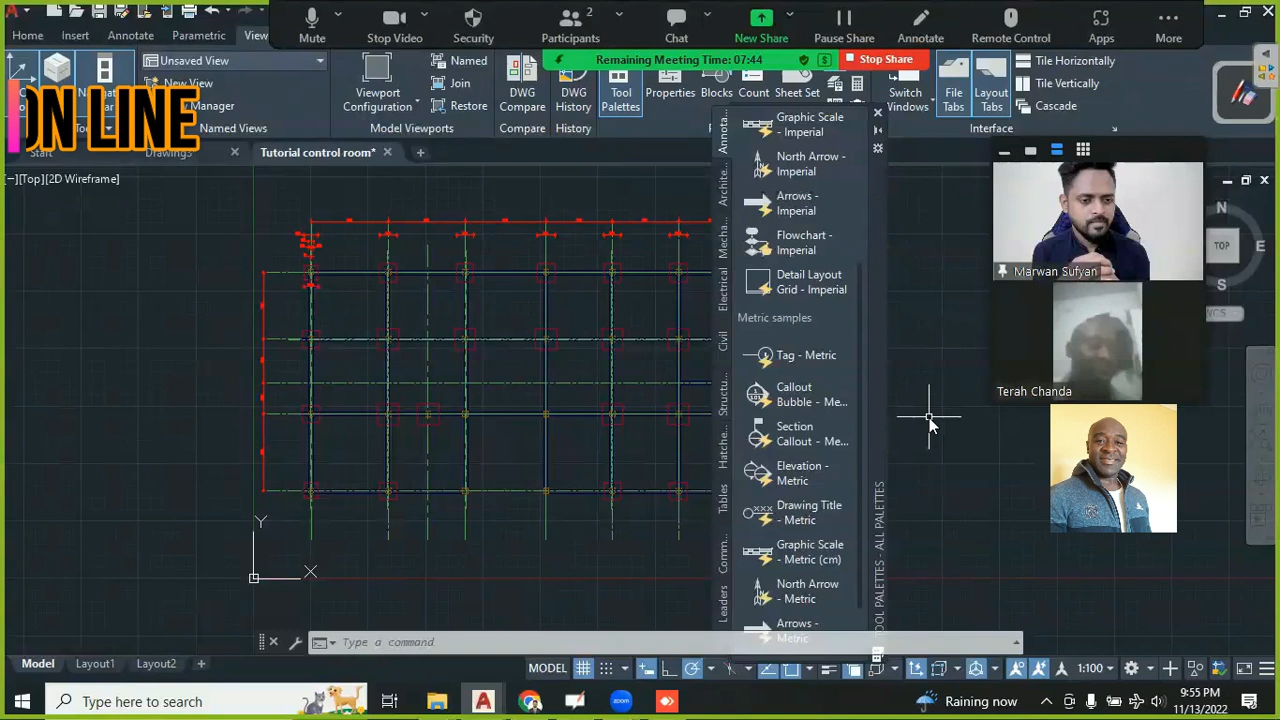 Mute
Stop Video
Security
2
Participants
Chat
New Share
Pause Share
Annotate
Remote Control
Apps
More
Remaining Meeting Time: 07:44
Stop Share
Home
Insert
Annotate
Parametric
View
Unsaved View
New View
Manager
Named Views
Viewport
Configuration
Named
Join
Restore
Model Viewports
DWG
Compare
Compare
DWG
History
History
Tool
Palettes
Properties
Blocks
Count
Sheet Set
Switch
Windows
File
Tabs
Layout
Tabs
Tile Horizontally
Tile Vertically
Cascade
Interface
ON LINE
Start
Drawings
Tutorial control room*
[−][Top][2D Wireframe]
Annota...
Archite...
Mecha...
Electrical
Civil
Structu...
Hatche...
Tables
Comm...
Leaders
Graphic Scale
- Imperial
North Arrow -
Imperial
Arrows -
Imperial
Flowchart -
Imperial
Detail Layout
Grid - Imperial
Metric samples
Tag - Metric
Callout
Bubble - Me...
Section
Callout - Me...
Elevation -
Metric
Drawing Title
- Metric
Graphic Scale
- Metric (cm)
North Arrow
- Metric
Arrows -
Metric
TOOL PALETTES - ALL PALETTES
Marwan Sufyan
Terah Chanda
N
TOP
E
S
WCS
Y
X
Type a command
Model
Layout1
Layout2
MODEL
1:100
Type here to search
Raining now
9:55 PM
11/13/2022